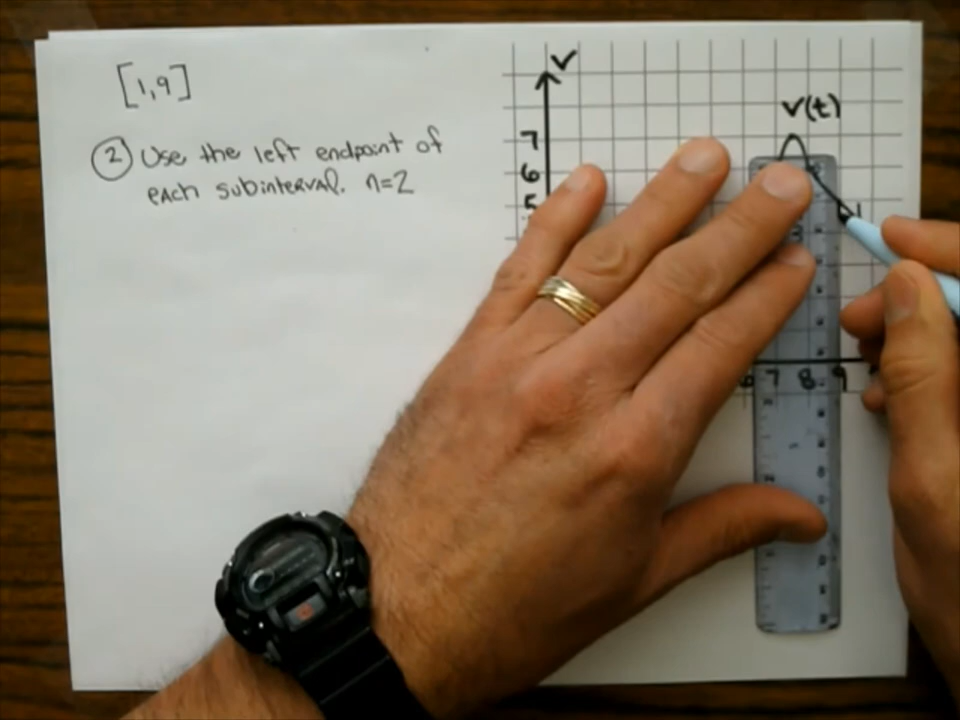 [1,9]
② Use the left endpoint of
each subinterval. n=2
V
V(t)
7
6
5
7 8 9